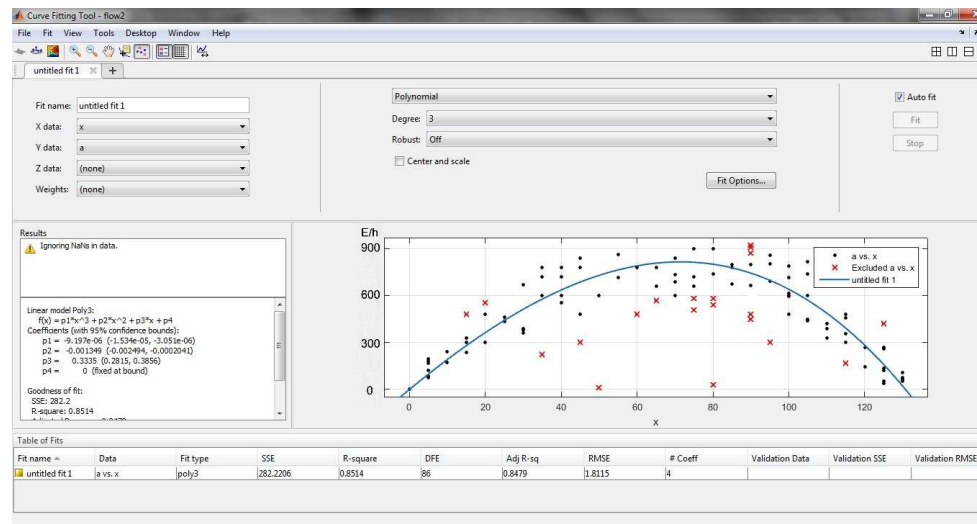 Curve Fitting Tool - flow2
File Fit View Tools Desktop Window Help
untitled fit 1
Fit name: untitled fit 1
X data: x
Y data: a
Z data: (none)
Weights: (none)
Polynomial
Degree: 3
Robust: Off
Center and scale
Fit Options...
Auto fit
Fit
Stop
Results
Ignoring NaNs in data.
Linear model Poly3:
f(x) = p1*x^3 + p2*x^2 + p3*x + p4
Coefficients (with 95% confidence bounds):
p1 = -9.197e-06 (-1.534e-05, -3.051e-06)
p2 = -0.001349 (-0.002494, -0.0002041)
p3 = 0.3335 (0.2815, 0.3856)
p4 = 0 (fixed at bound)
Goodness of fit:
SSE: 282.2
R-square: 0.8514
E/h
900
600
300
0
0 20 40 60 80 100 120
x
a vs. x
Excluded a vs. x
untitled fit 1
Table of Fits
Fit name Data Fit type SSE R-square DFE Adj R-sq RMSE # Coeff Validation Data Validation SSE Validation RMSE
untitled fit 1 a vs. x poly3 282.2206 0.8514 86 0.8479 1.8115 4